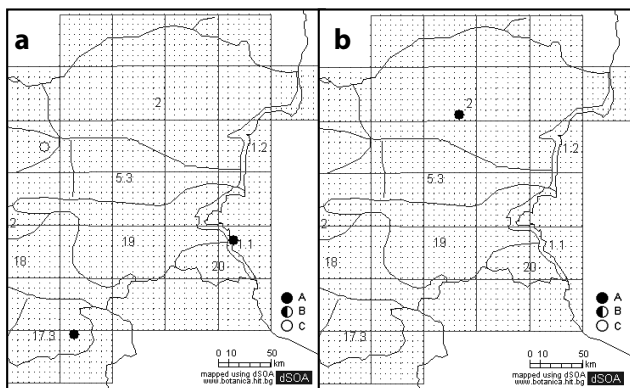 a
2
1.2
5.3
2
19
1.1
18
20
17.3
A
B
C
0 10 50
km
mapped using dSOA
www.botanica.hit.bg
dSOA
b
2
1.2
5.3
2
19
1.1
18
20
17.3
A
B
C
0 10 50
km
mapped using dSOA
www.botanica.hit.bg
dSOA